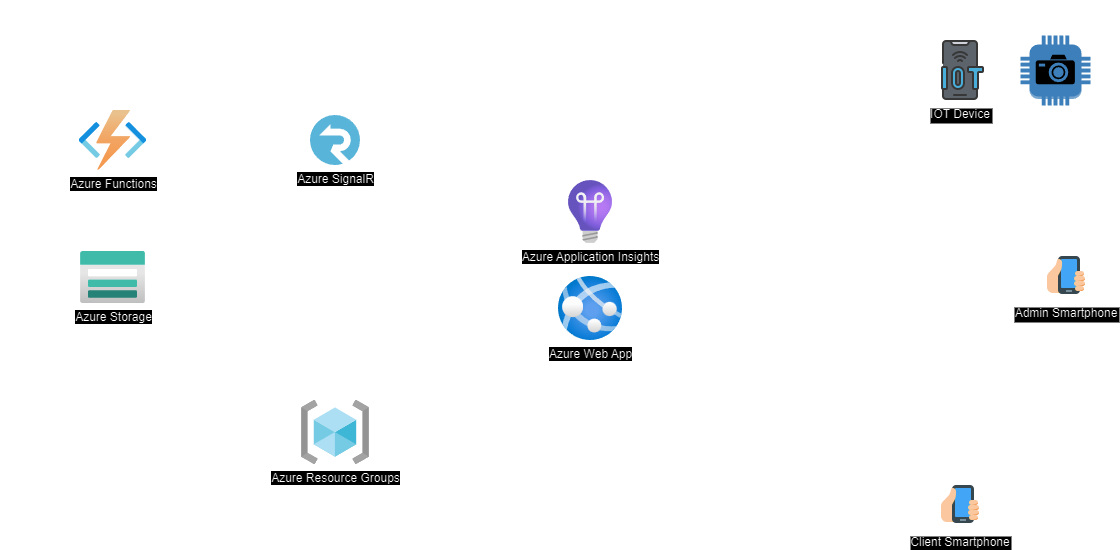 IOT
IOT Device
Azure Functions
Azure SignalR
Azure Application Insights
Azure Storage
Admin Smartphone
Azure Web App
Azure Resource Groups
Client Smartphone